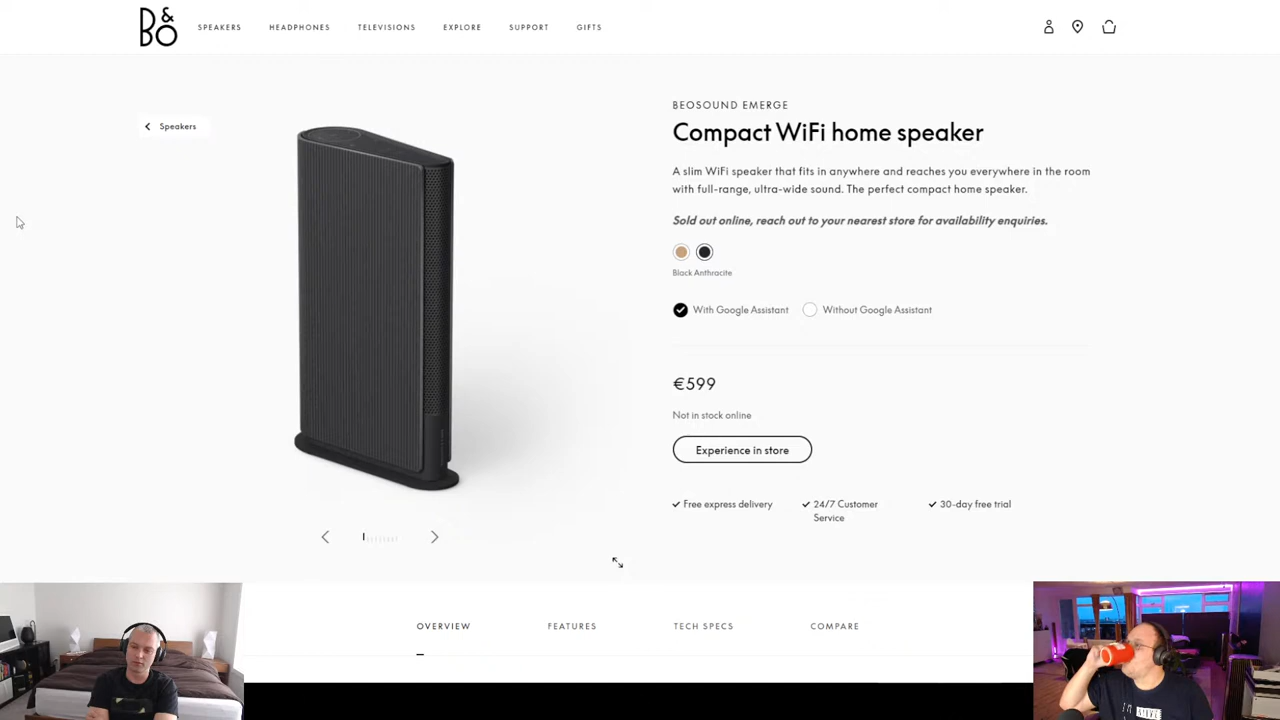 B&
BO
SPEAKERS
HEADPHONES
TELEVISIONS
EXPLORE
SUPPORT
GIFTS
Speakers
BEOSOUND EMERGE
Compact WiFi home speaker
A slim WiFi speaker that fits in anywhere and reaches you everywhere in the room
with full-range, ultra-wide sound. The perfect compact home speaker.
Sold out online, reach out to your nearest store for availability enquiries.
Black Anthracite
With Google Assistant
Without Google Assistant
€599
Not in stock online
Experience in store
Free express delivery
24/7 Customer
Service
30-day free trial
OVERVIEW
FEATURES
TECH SPECS
COMPARE